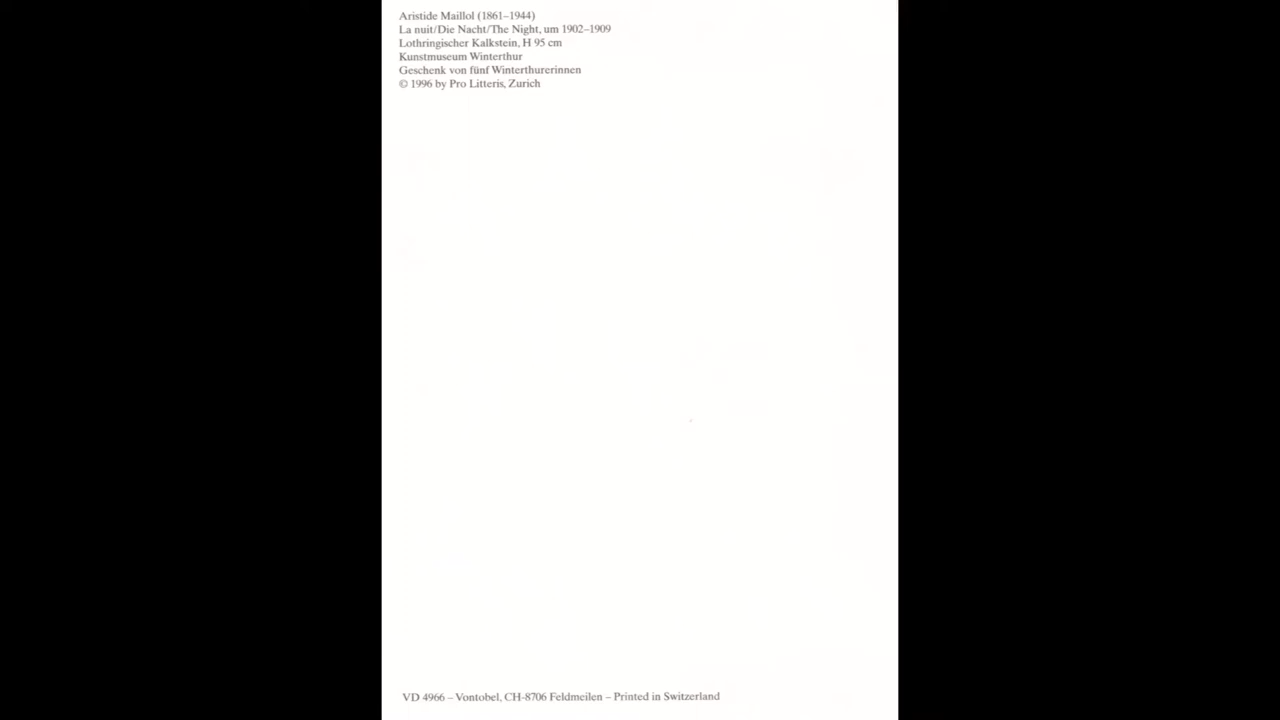 Aristide Maillol (1861–1944)
La nuit/Die Nacht/The Night, um 1902–1909
Lothringischer Kalkstein, H 95 cm
Kunstmuseum Winterthur
Geschenk von fünf Winterthurerinnen
© 1996 by Pro Litteris, Zurich
VD 4966 – Vontobel, CH-8706 Feldmeilen – Printed in Switzerland